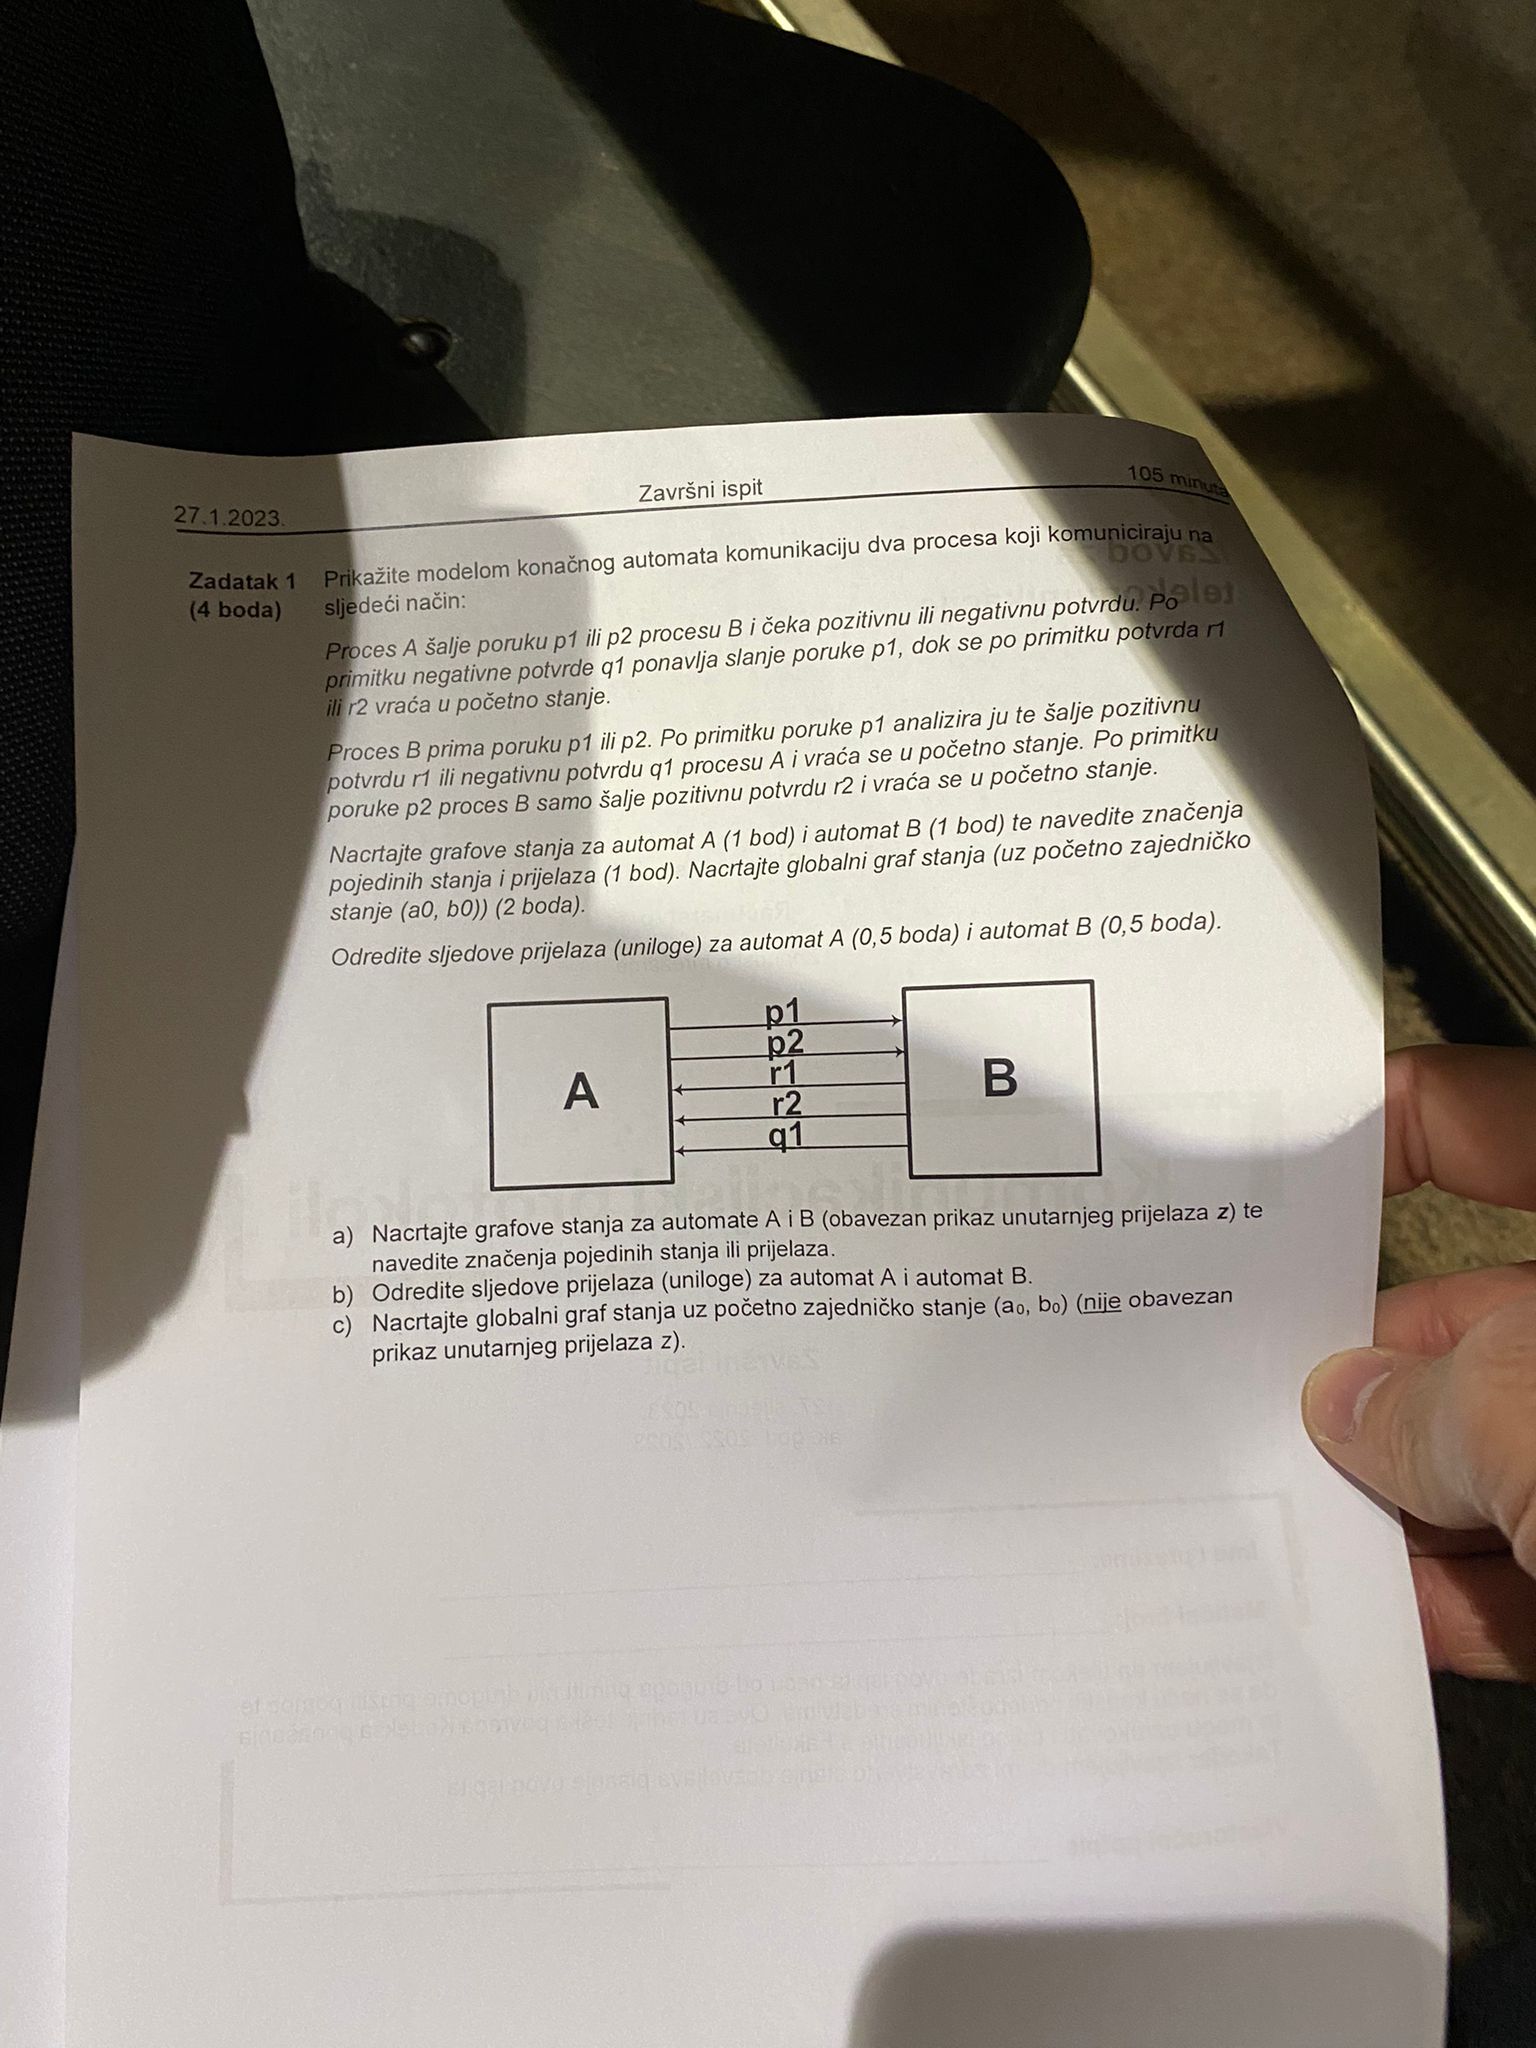 27.1.2023.
Završni ispit
105 minuta
Zadatak 1
(4 boda)
Prikažite modelom konačnog automata komunikaciju dva procesa koji komuniciraju na
sljedeći način:
Proces A šalje poruku p1 ili p2 procesu B i čeka pozitivnu ili negativnu potvrdu. Po
primitku negativne potvrde q1 ponavlja slanje poruke p1, dok se po primitku potvrda r1
ili r2 vraća u početno stanje.
Proces B prima poruku p1 ili p2. Po primitku poruke p1 analizira ju te šalje pozitivnu
potvrdu r1 ili negativnu potvrdu q1 procesu A i vraća se u početno stanje. Po primitku
poruke p2 proces B samo šalje pozitivnu potvrdu r2 i vraća se u početno stanje.
Nacrtajte grafove stanja za automat A (1 bod) i automat B (1 bod) te navedite značenja
pojedinih stanja i prijelaza (1 bod). Nacrtajte globalni graf stanja (uz početno zajedničko
stanje (a0, b0)) (2 boda).
Odredite sljedove prijelaza (uniloge) za automat A (0,5 boda) i automat B (0,5 boda).
A
p1
p2
r1
r2
q1
B
a) Nacrtajte grafove stanja za automate A i B (obavezan prikaz unutarnjeg prijelaza z) te
navedite značenja pojedinih stanja ili prijelaza.
b) Odredite sljedove prijelaza (uniloge) za automat A i automat B.
c) Nacrtajte globalni graf stanja uz početno zajedničko stanje (a₀, b₀) (nije obavezan
prikaz unutarnjeg prijelaza z).